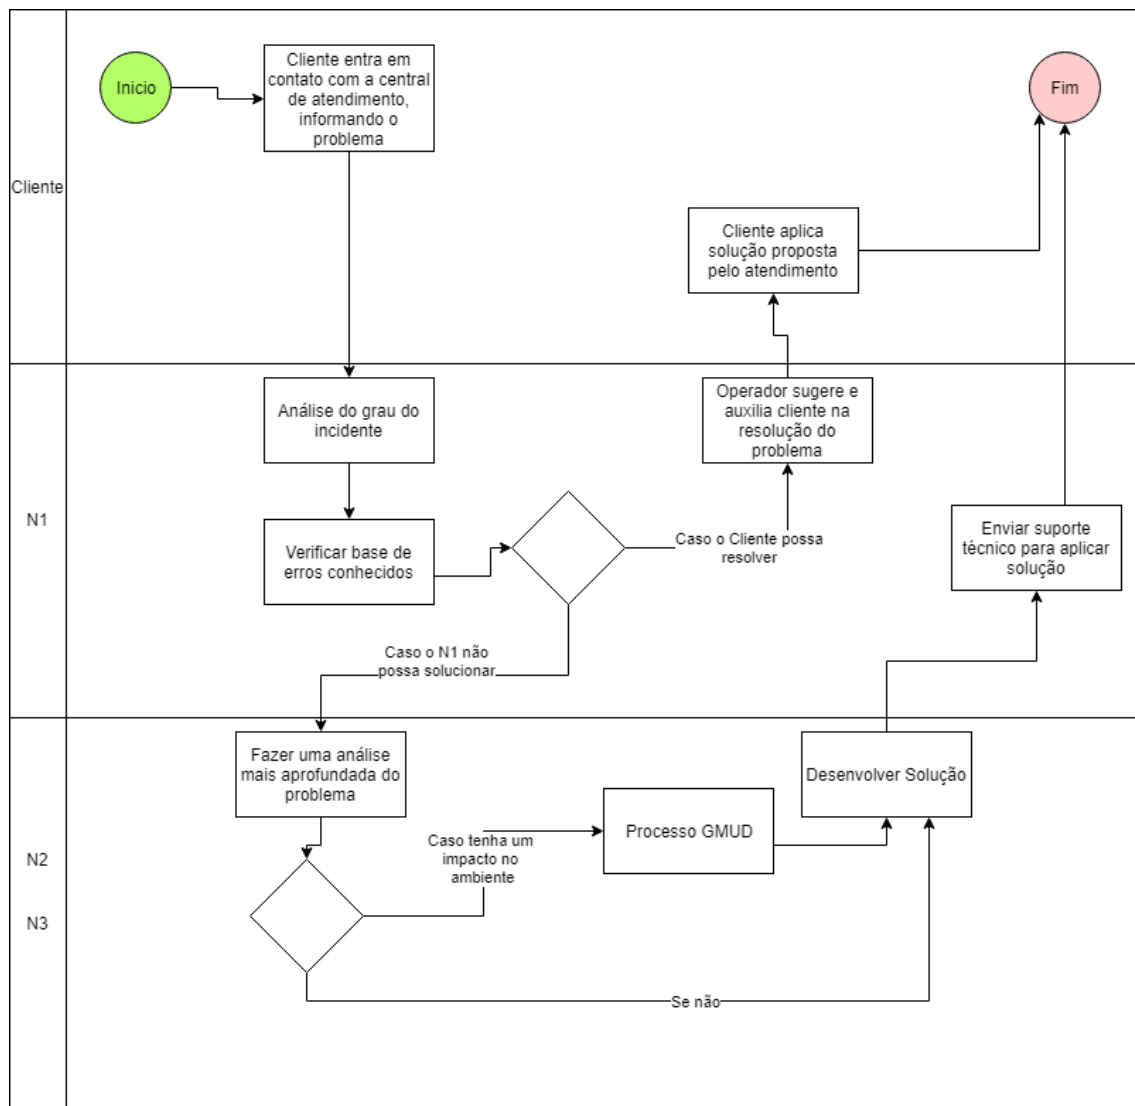 Inicio
Cliente entra em
contato com a central
de atendimento,
informando o
problema
Fim
Cliente
Cliente aplica
solução proposta
pelo atendimento
Análise do grau do
incidente
Operador sugere e
auxilia cliente na
resolução do
problema
N1
Verificar base de
erros conhecidos
Caso o Cliente possa
resolver
Enviar suporte
técnico para aplicar
solução
Caso o N1 não
possa solucionar
Fazer uma análise
mais aprofundada do
problema
Desenvolver Solução
Caso tenha um
impacto no
ambiente
Processo GMUD
N2
N3
Se não